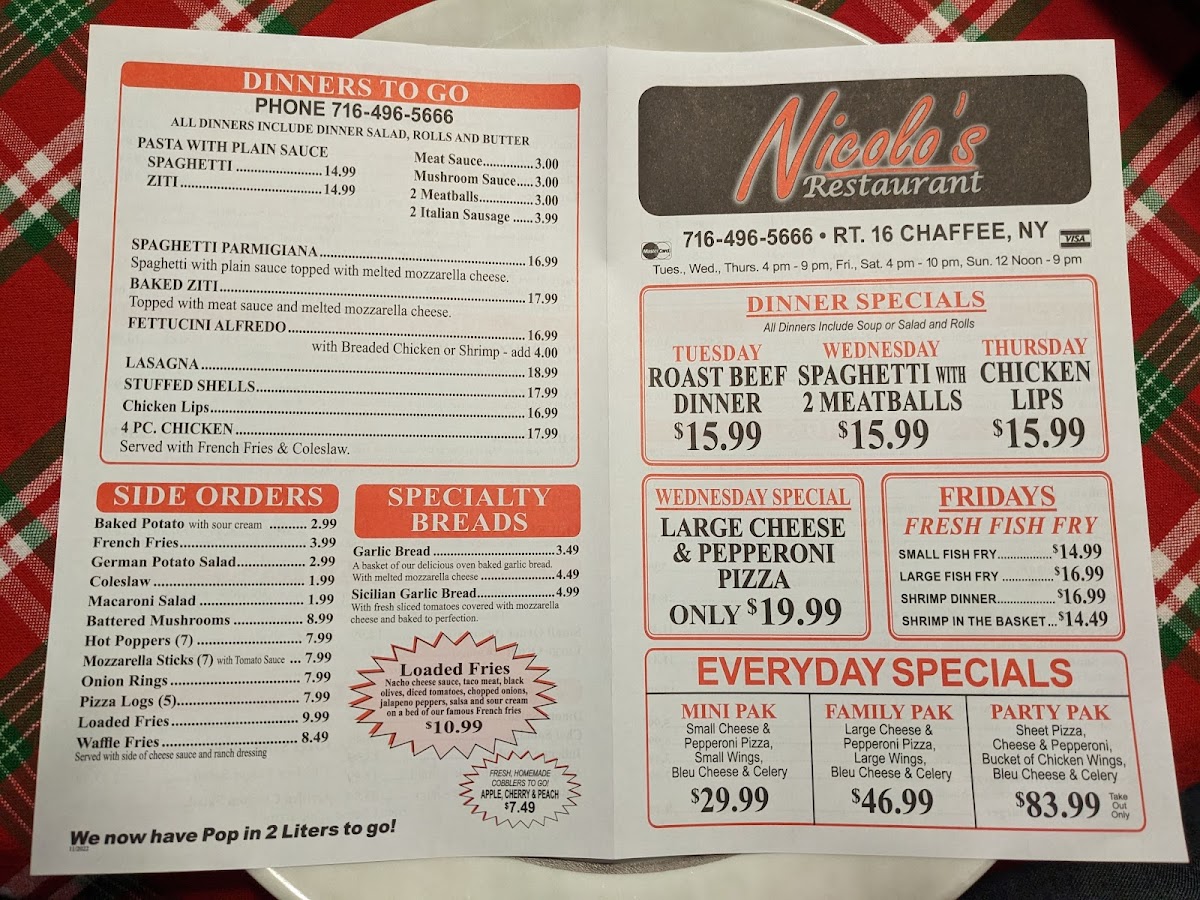 DINNERS TO GO
PHONE 716-496-5666
ALL DINNERS INCLUDE DINNER SALAD, ROLLS AND BUTTER
PASTA WITH PLAIN SAUCE
SPAGHETTI ..................... 14.99
ZITI ................................... 14.99
Meat Sauce.............. 3.00
Mushroom Sauce..... 3.00
2 Meatballs............... 3.00
2 Italian Sausage ...... 3.99
SPAGHETTI PARMIGIANA........................................ 16.99
Spaghetti with plain sauce topped with melted mozzarella cheese.
BAKED ZITI........................................ 17.99
Topped with meat sauce and melted mozzarella cheese.
FETTUCINI ALFREDO........................................ 16.99
with Breaded Chicken or Shrimp - add 4.00
LASAGNA........................................ 18.99
STUFFED SHELLS........................................ 17.99
Chicken Lips........................................ 16.99
4 PC. CHICKEN........................................ 17.99
Served with French Fries & Coleslaw.
SIDE ORDERS
Baked Potato with sour cream .......... 2.99
French Fries.............................. 3.99
German Potato Salad.................. 2.99
Coleslaw .................................... 1.99
Macaroni Salad .......................... 1.99
Battered Mushrooms .................. 8.99
Hot Poppers (7) .......................... 7.99
Mozzarella Sticks (7) with Tomato Sauce ... 7.99
Onion Rings ................................ 7.99
Pizza Logs (5).............................. 7.99
Loaded Fries................................ 9.99
Waffle Fries ................................ 8.49
Served with side of cheese sauce and ranch dressing
SPECIALTY
BREADS
Garlic Bread .............................. 3.49
A basket of our delicious oven baked garlic bread.
With melted mozzarella cheese .................... 4.49
Sicilian Garlic Bread.................... 4.99
With fresh sliced tomatoes covered with mozzarella
cheese and baked to perfection.
Loaded Fries
Nacho cheese sauce, taco meat, black
olives, diced tomatoes, chopped onions,
jalapeno peppers, salsa and sour cream
on a bed of our famous French fries
$10.99
FRESH, HOMEMADE
COBBLERS TO GO!
APPLE, CHERRY & PEACH
$7.49
We now have Pop in 2 Liters to go!
11/2022
Nicolo's
Restaurant
MasterCard
716-496-5666 • RT. 16 CHAFFEE, NY
VISA
Tues., Wed., Thurs. 4 pm - 9 pm, Fri., Sat. 4 pm - 10 pm, Sun. 12 Noon - 9 pm
DINNER SPECIALS
All Dinners Include Soup or Salad and Rolls
TUESDAY
ROAST BEEF
DINNER
$15.99
WEDNESDAY
SPAGHETTI WITH
2 MEATBALLS
$15.99
THURSDAY
CHICKEN
LIPS
$15.99
WEDNESDAY SPECIAL
LARGE CHEESE
& PEPPERONI
PIZZA
ONLY $19.99
FRIDAYS
FRESH FISH FRY
SMALL FISH FRY.............. $14.99
LARGE FISH FRY ............. $16.99
SHRIMP DINNER............... $16.99
SHRIMP IN THE BASKET... $14.49
EVERYDAY SPECIALS
MINI PAK
Small Cheese &
Pepperoni Pizza,
Small Wings,
Bleu Cheese & Celery
$29.99
FAMILY PAK
Large Cheese &
Pepperoni Pizza,
Large Wings,
Bleu Cheese & Celery
$46.99
PARTY PAK
Sheet Pizza,
Cheese & Pepperoni,
Bucket of Chicken Wings,
Bleu Cheese & Celery
$83.99
Take
Out
Only